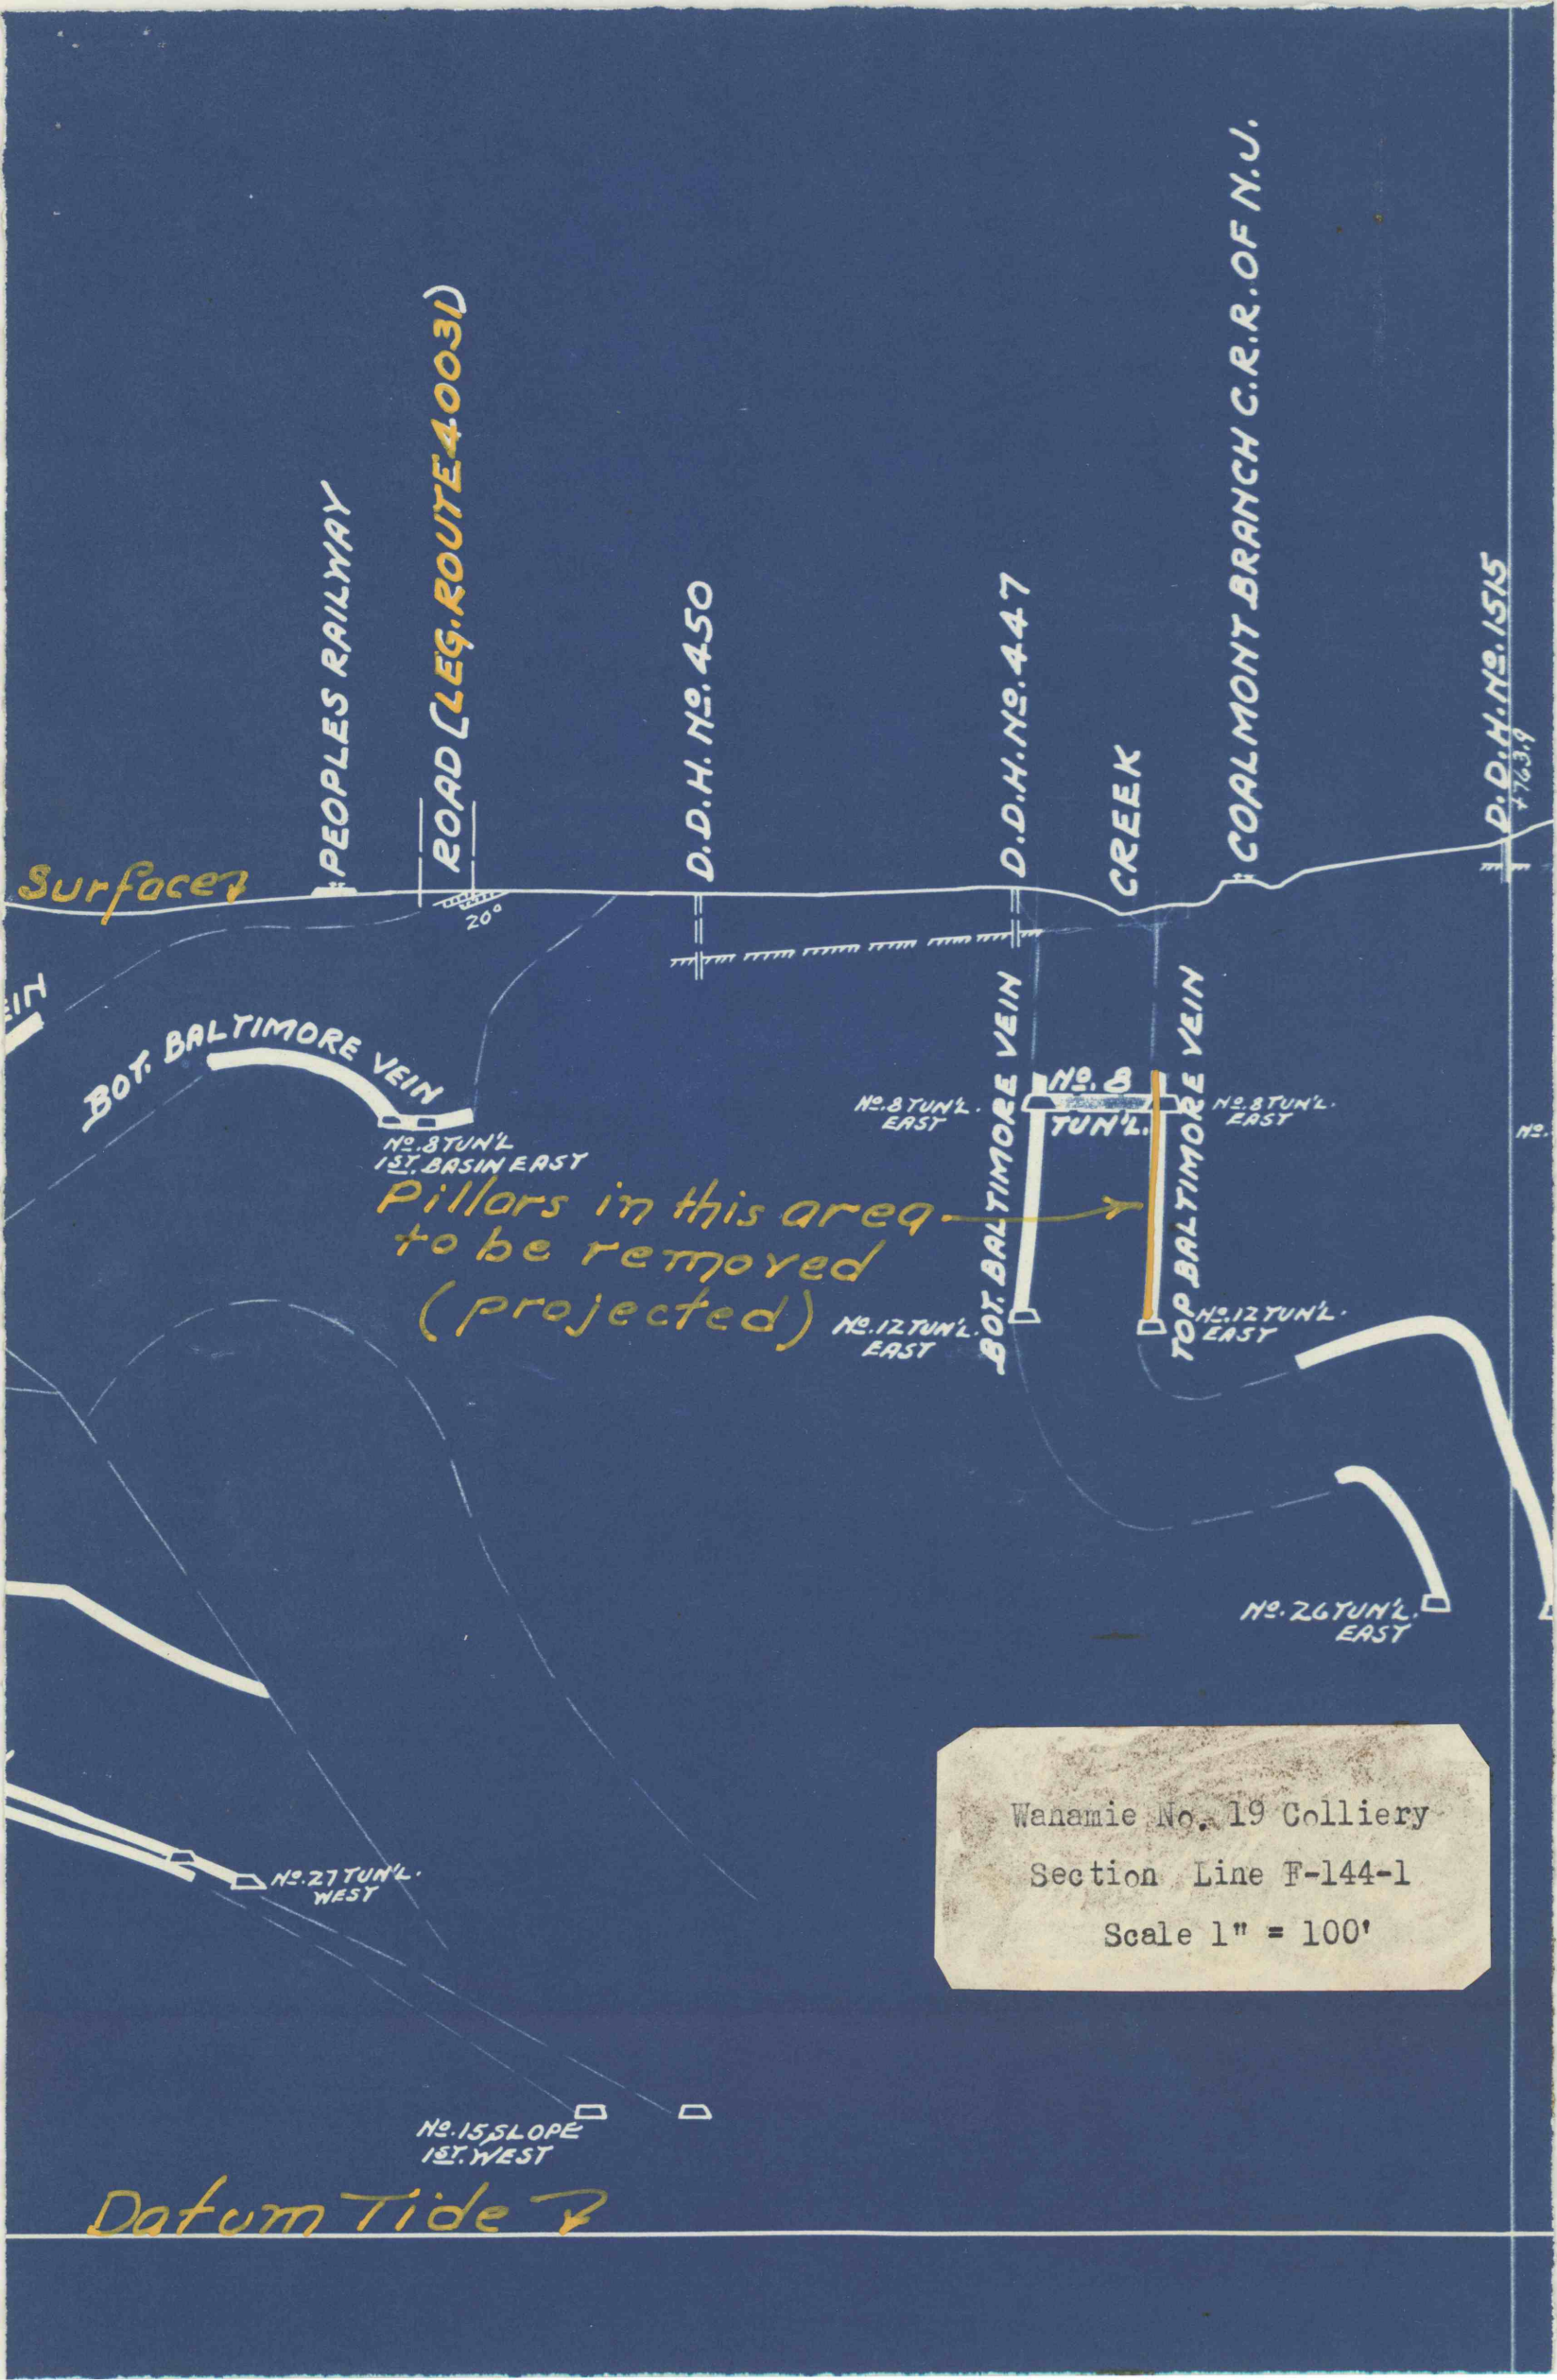 PEOPLES RAILWAY
ROAD (LEG. ROUTE 40031)
D.D.H. Nº. 450
D.D.H. Nº. 447
CREEK
COALMONT BRANCH C.R.R. OF N.J.
D.D.H. Nº. 1515
+763.9
Surface
20°
EIN
BOT. BALTIMORE VEIN
Nº. 8 TUN'L
1ST. BASIN EAST
BOT. BALTIMORE VEIN
TOP BALTIMORE VEIN
Nº. 8
TUN'L.
Nº. 8 TUN'L.
EAST
Nº. 8 TUN'L.
EAST
Nº.
Pillars in this area
to be removed
(projected)
Nº. 12 TUN'L.
EAST
Nº. 12 TUN'L.
EAST
Nº. 26 TUN'L.
EAST
Wanamie No. 19 Colliery
Section Line F-144-1
Scale 1" = 100'
Nº. 27 TUN'L.
WEST
Nº. 15 SLOPE
1ST. WEST
Datum Tide